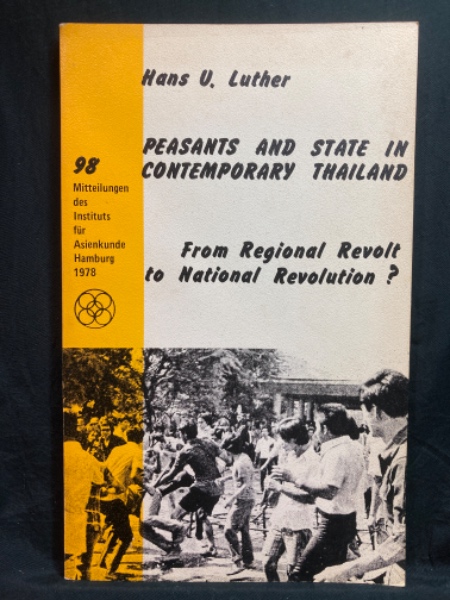 Hans U. Luther
PEASANTS AND STATE IN
CONTEMPORARY THAILAND
From Regional Revolt
to National Revolution ?
98
Mitteilungen
des
Instituts
für
Asienkunde
Hamburg
1978